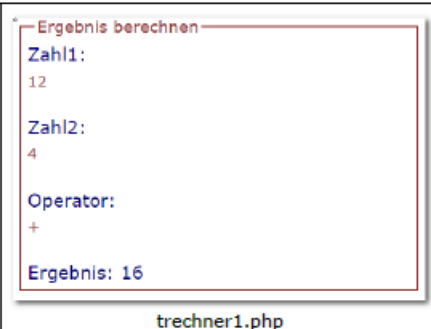 Ergebnis berechnen
Zahl1:
12
Zahl2:
4
Operator:
+
Ergebnis: 16
trechner1.php